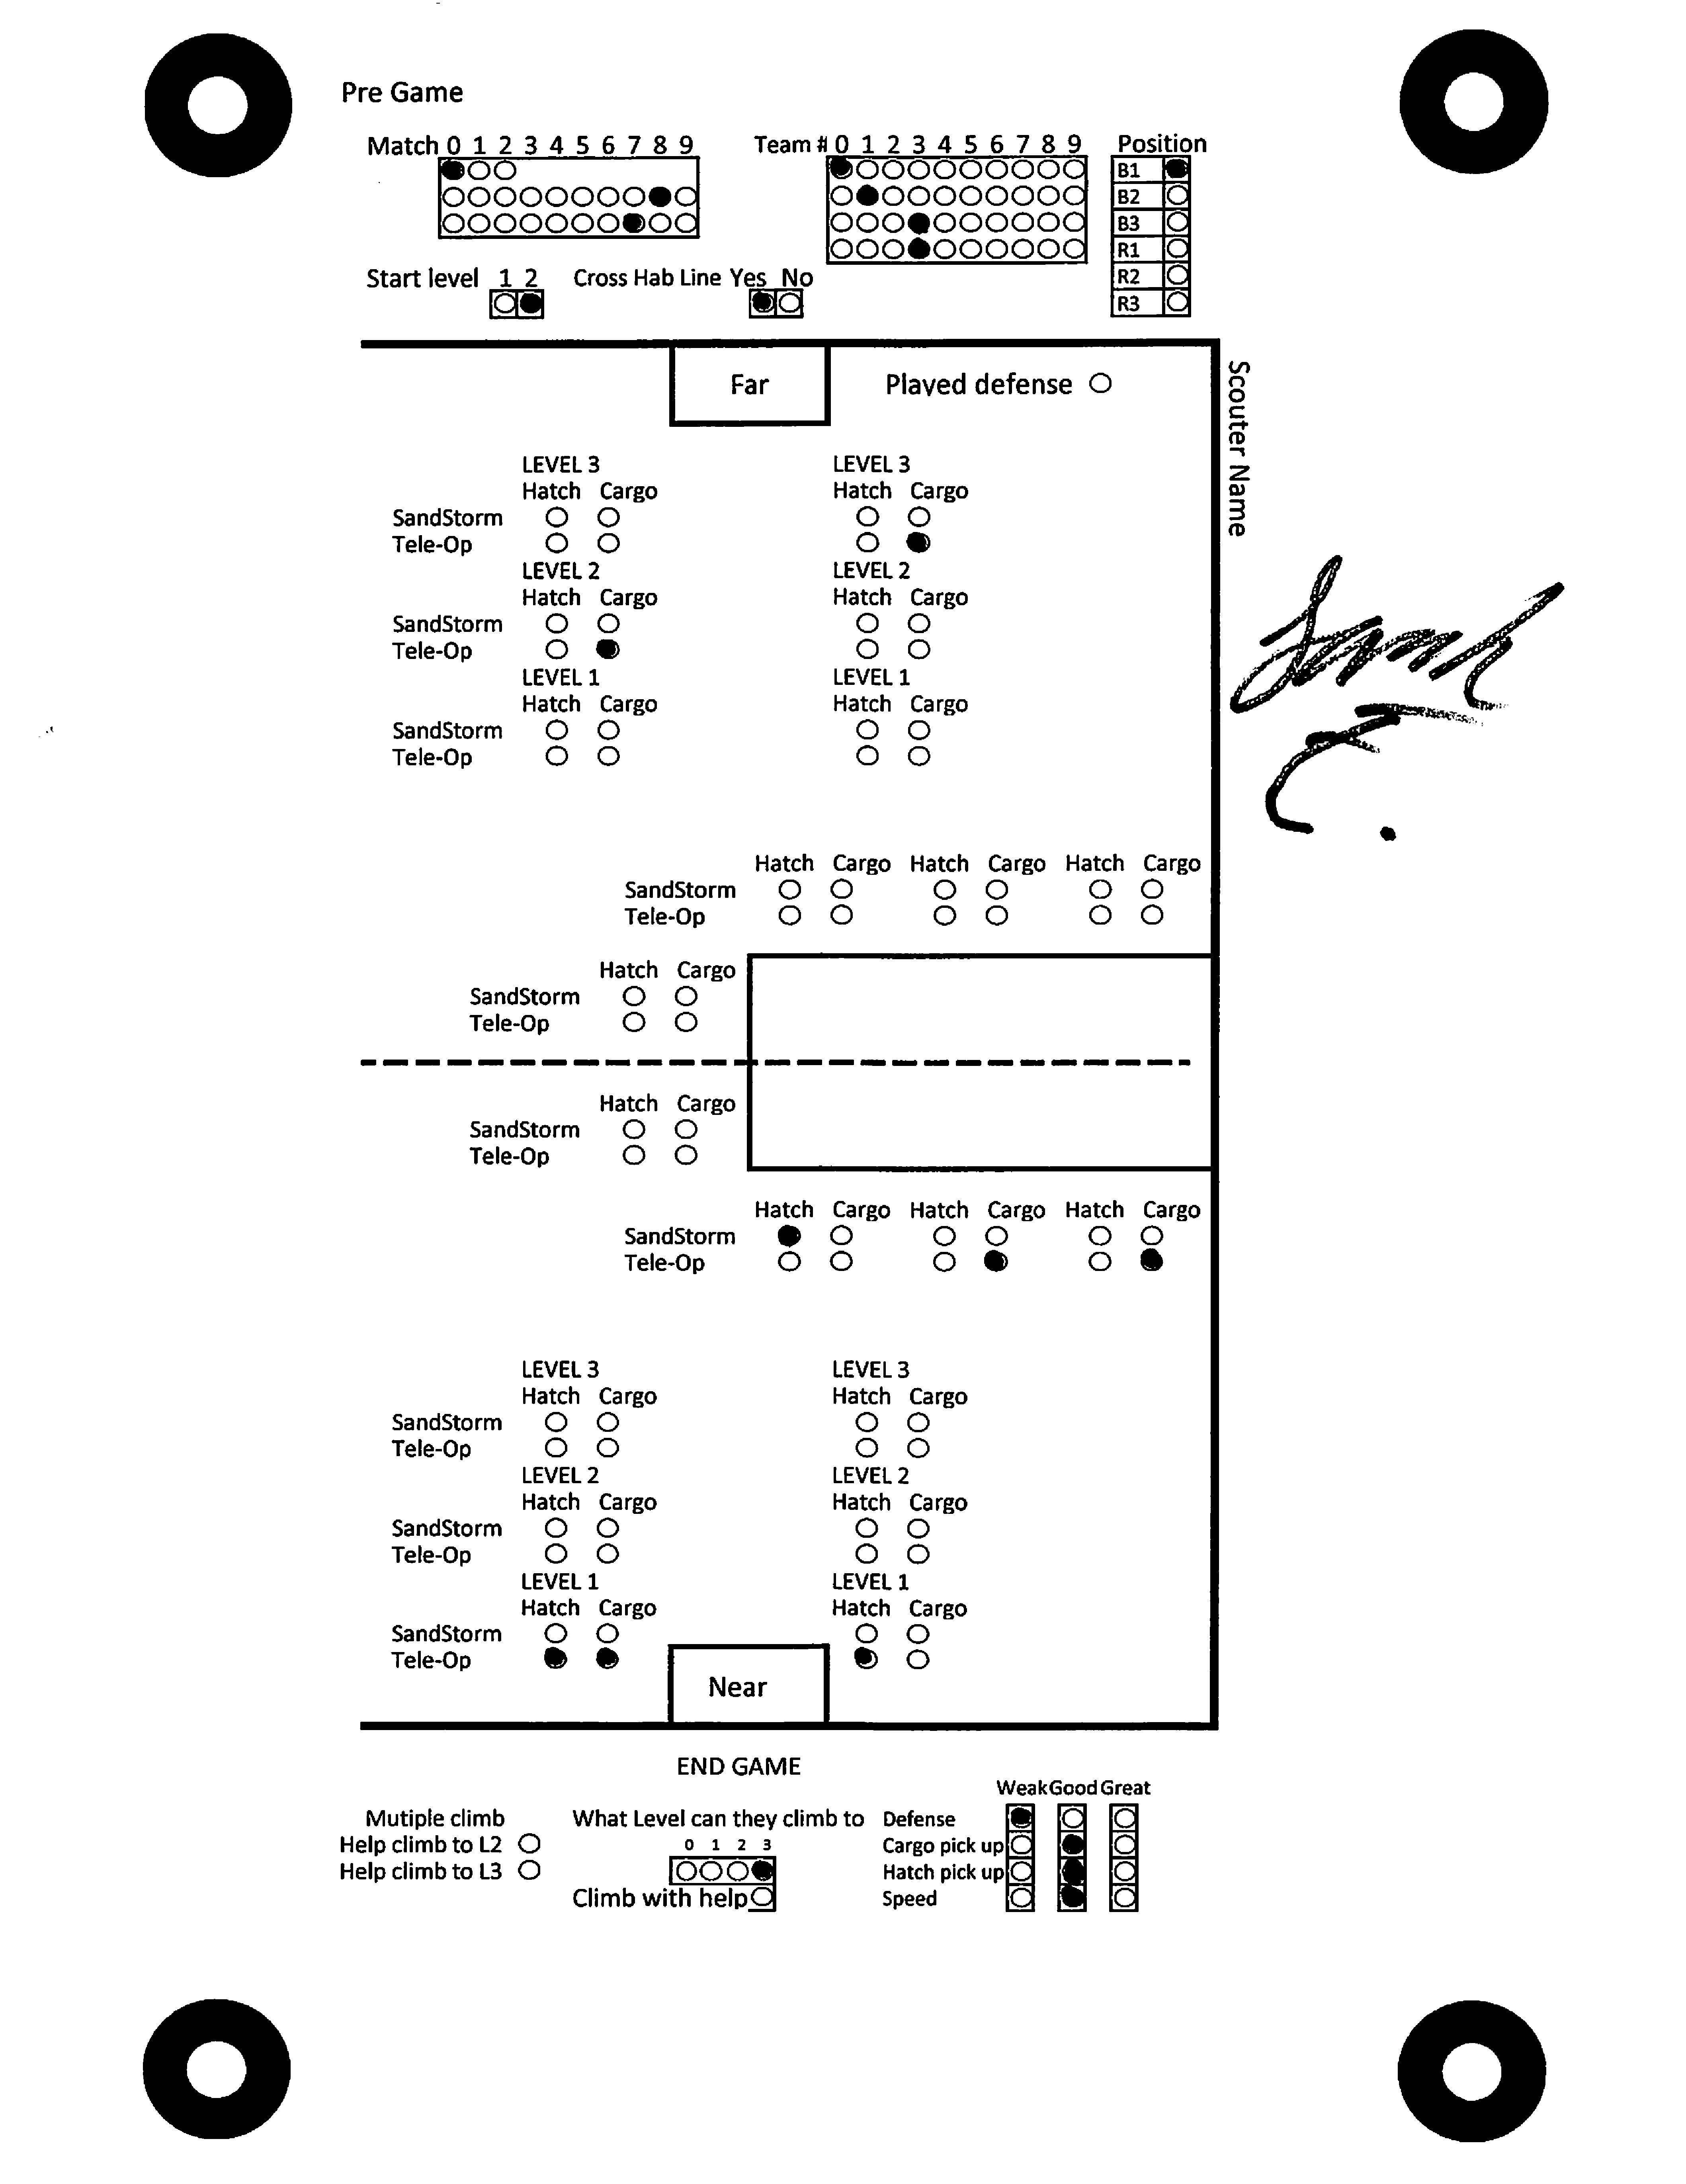 Pre Game
Match 0 1 2 3 4 5 6 7 8 9
Team # 0 1 2 3 4 5 6 7 8 9
Position
B1
B2
B3
R1
R2
R3
Start level 1 2
Cross Hab Line Yes No
Far
Played defense
Scouter Name
LEVEL 3 LEVEL 3
Hatch Cargo Hatch Cargo
SandStorm
Tele-Op
LEVEL 2 LEVEL 2
Hatch Cargo Hatch Cargo
SandStorm
Tele-Op
LEVEL 1 LEVEL 1
Hatch Cargo Hatch Cargo
SandStorm
Tele-Op
Hatch Cargo Hatch Cargo Hatch Cargo
SandStorm
Tele-Op
Hatch Cargo
SandStorm
Tele-Op
Hatch Cargo
SandStorm
Tele-Op
Hatch Cargo Hatch Cargo Hatch Cargo
SandStorm
Tele-Op
LEVEL 3 LEVEL 3
Hatch Cargo Hatch Cargo
SandStorm
Tele-Op
LEVEL 2 LEVEL 2
Hatch Cargo Hatch Cargo
SandStorm
Tele-Op
LEVEL 1 LEVEL 1
Hatch Cargo Hatch Cargo
SandStorm
Tele-Op
Near
END GAME
Mutiple climb
Help climb to L2
Help climb to L3
What Level can they climb to
0 1 2 3
Climb with help
Weak Good Great
Defense
Cargo pick up
Hatch pick up
Speed